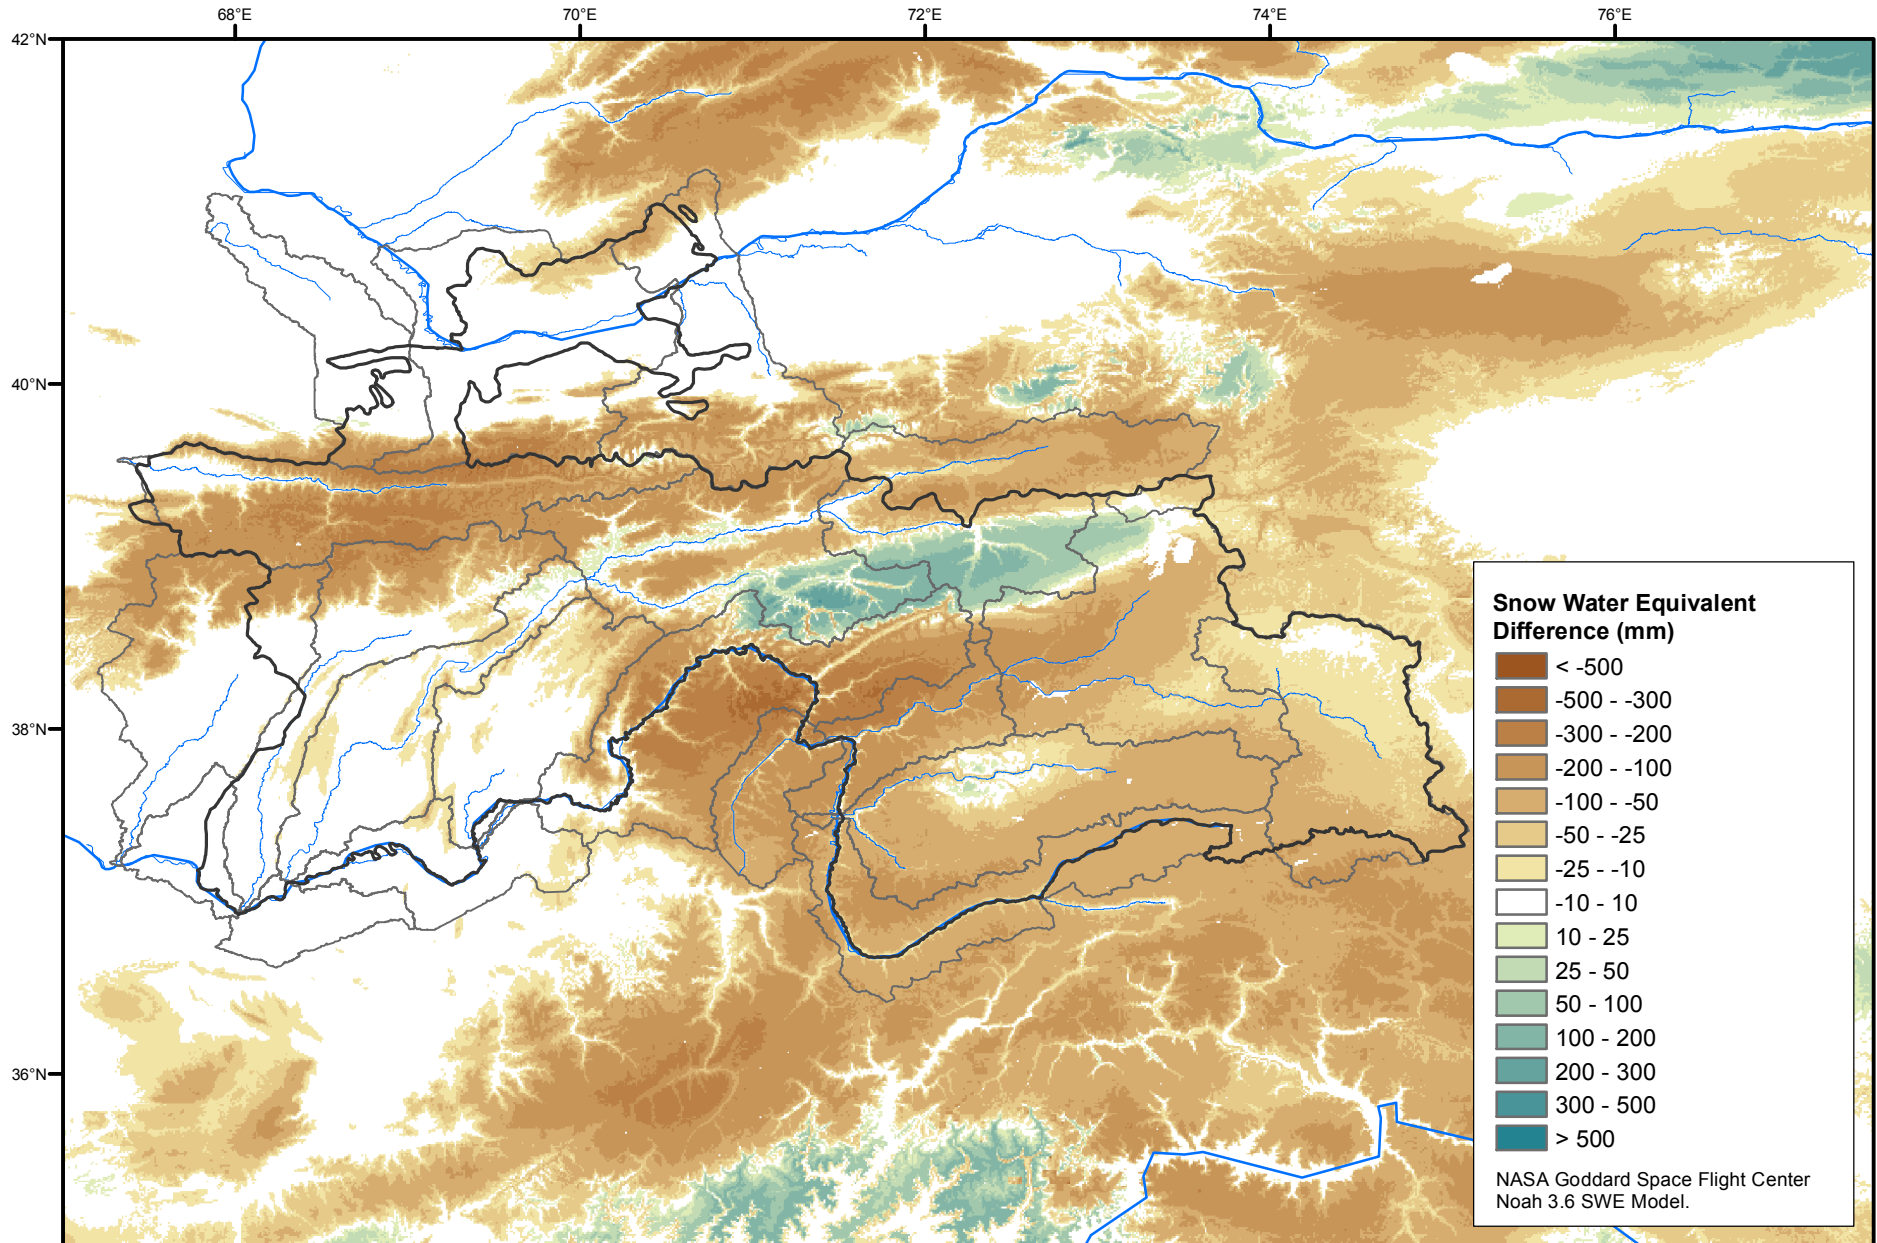 68°E 70°E 72°E 74°E 76°E
42°N
40°N
38°N
36°N
Snow Water Equivalent
Difference (mm)
< -500
-500 - -300
-300 - -200
-200 - -100
-100 - -50
-50 - -25
-25 - -10
-10 - 10
10 - 25
25 - 50
50 - 100
100 - 200
200 - 300
300 - 500
> 500
NASA Goddard Space Flight Center
Noah 3.6 SWE Model.